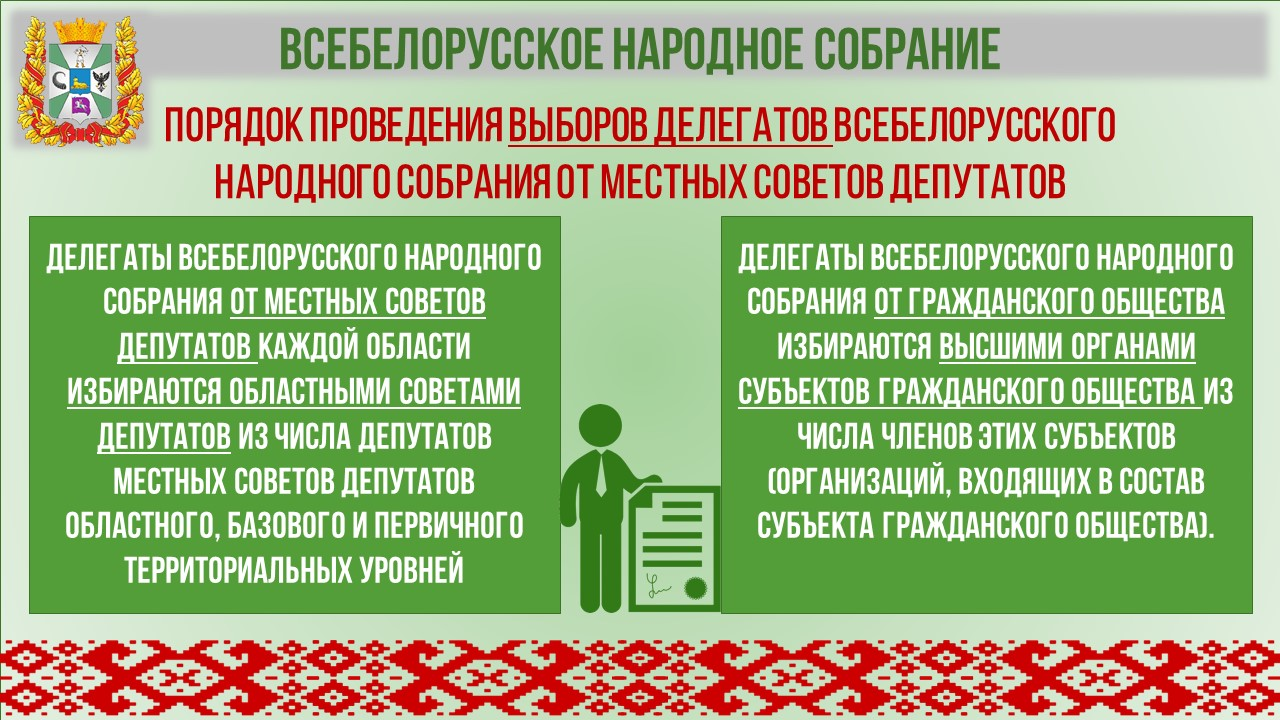 ВСЕБЕЛОРУССКОЕ НАРОДНОЕ СОБРАНИЕ
ПОРЯДОК ПРОВЕДЕНИЯ ВЫБОРОВ ДЕЛЕГАТОВ ВСЕБЕЛОРУССКОГО
НАРОДНОГО СОБРАНИЯ ОТ МЕСТНЫХ СОВЕТОВ ДЕПУТАТОВ
ДЕЛЕГАТЫ ВСЕБЕЛОРУССКОГО НАРОДНОГО
СОБРАНИЯ ОТ МЕСТНЫХ СОВЕТОВ
ДЕПУТАТОВ КАЖДОЙ ОБЛАСТИ
ИЗБИРАЮТСЯ ОБЛАСТНЫМИ СОВЕТАМИ
ДЕПУТАТОВ ИЗ ЧИСЛА ДЕПУТАТОВ
МЕСТНЫХ СОВЕТОВ ДЕПУТАТОВ
ОБЛАСТНОГО, БАЗОВОГО И ПЕРВИЧНОГО
ТЕРРИТОРИАЛЬНЫХ УРОВНЕЙ
ДЕЛЕГАТЫ ВСЕБЕЛОРУССКОГО НАРОДНОГО
СОБРАНИЯ ОТ ГРАЖДАНСКОГО ОБЩЕСТВА
ИЗБИРАЮТСЯ ВЫСШИМИ ОРГАНАМИ
СУБЪЕКТОВ ГРАЖДАНСКОГО ОБЩЕСТВА ИЗ
ЧИСЛА ЧЛЕНОВ ЭТИХ СУБЪЕКТОВ
(ОРГАНИЗАЦИЙ, ВХОДЯЩИХ В СОСТАВ
СУБЪЕКТА ГРАЖДАНСКОГО ОБЩЕСТВА).